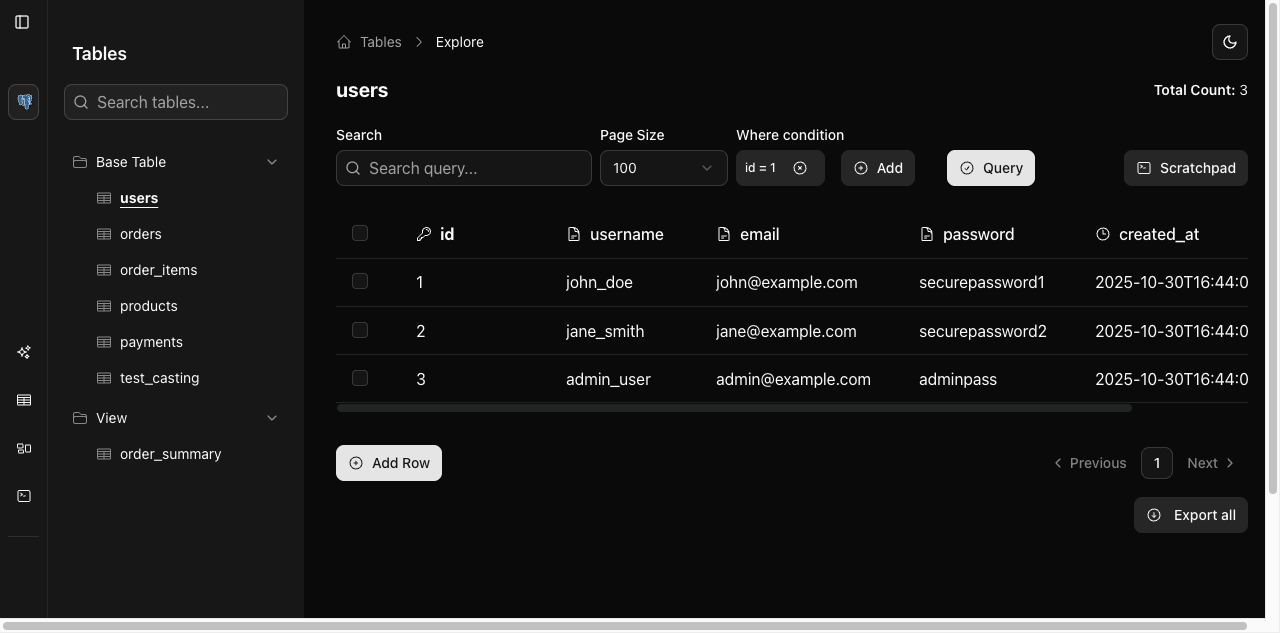 Tables
Search tables...
Base Table
users
orders
order_items
products
payments
test_casting
View
order_summary
Tables
Explore
users
Total Count: 3
Search
Page Size
Where condition
Search query...
100
id = 1
Add
Query
Scratchpad
id username email password created_at
1 john_doe john@example.com securepassword1 2025-10-30T16:44:0
2 jane_smith jane@example.com securepassword2 2025-10-30T16:44:0
3 admin_user admin@example.com adminpass 2025-10-30T16:44:0
Add Row
Previous 1 Next
Export all